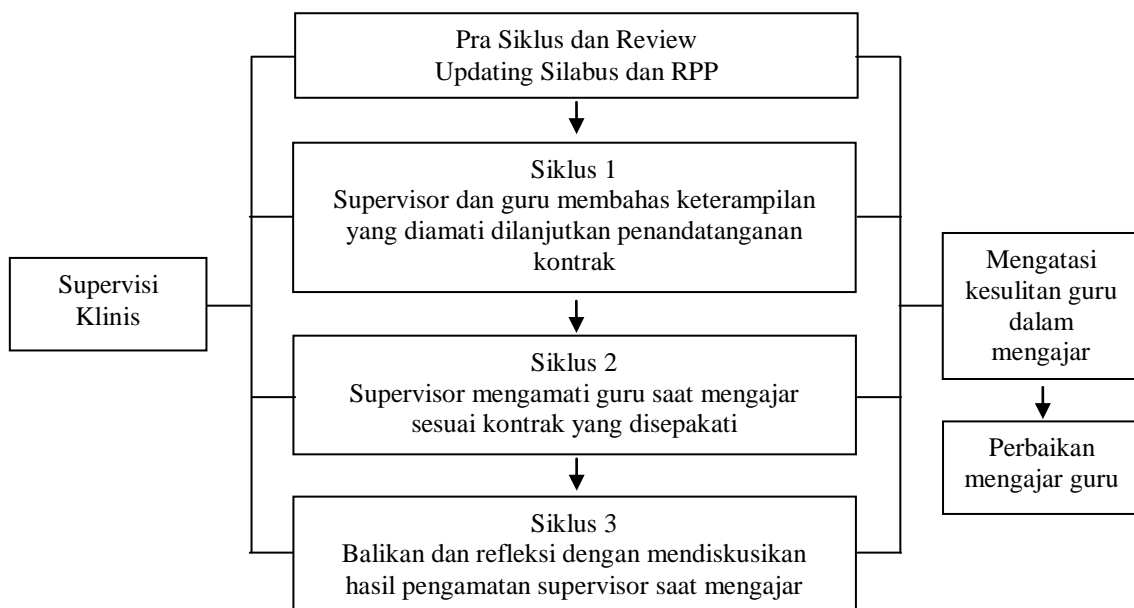 Pra Siklus dan Review
Updating Silabus dan RPP
Siklus 1
Supervisor dan guru membahas keterampilan
yang diamati dilanjutkan penandatanganan
kontrak
Supervisi
Klinis
Siklus 2
Supervisor mengamati guru saat mengajar
sesuai kontrak yang disepakati
Siklus 3
Balikan dan refleksi dengan mendiskusikan
hasil pengamatan supervisor saat mengajar
Mengatasi
kesulitan guru
dalam
mengajar
Perbaikan
mengajar guru